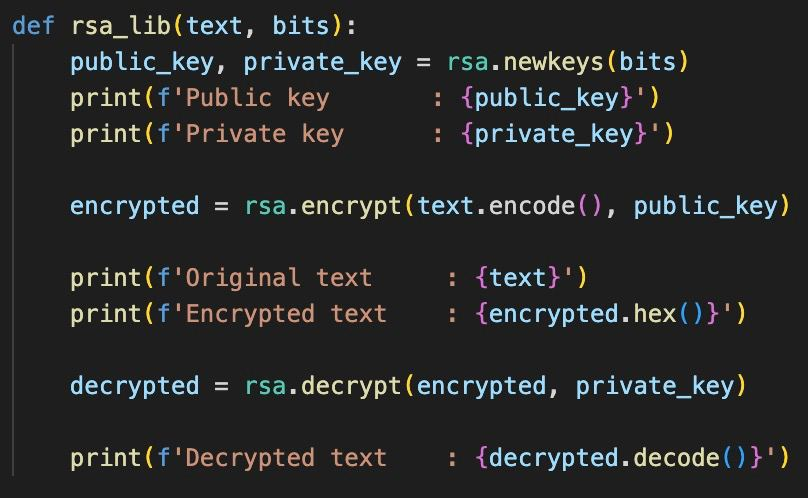 def rsa_lib(text, bits):
    public_key, private_key = rsa.newkeys(bits)
    print(f'Public key       : {public_key}')
    print(f'Private key      : {private_key}')

    encrypted = rsa.encrypt(text.encode(), public_key)

    print(f'Original text     : {text}')
    print(f'Encrypted text    : {encrypted.hex()}')

    decrypted = rsa.decrypt(encrypted, private_key)

    print(f'Decrypted text    : {decrypted.decode()}')